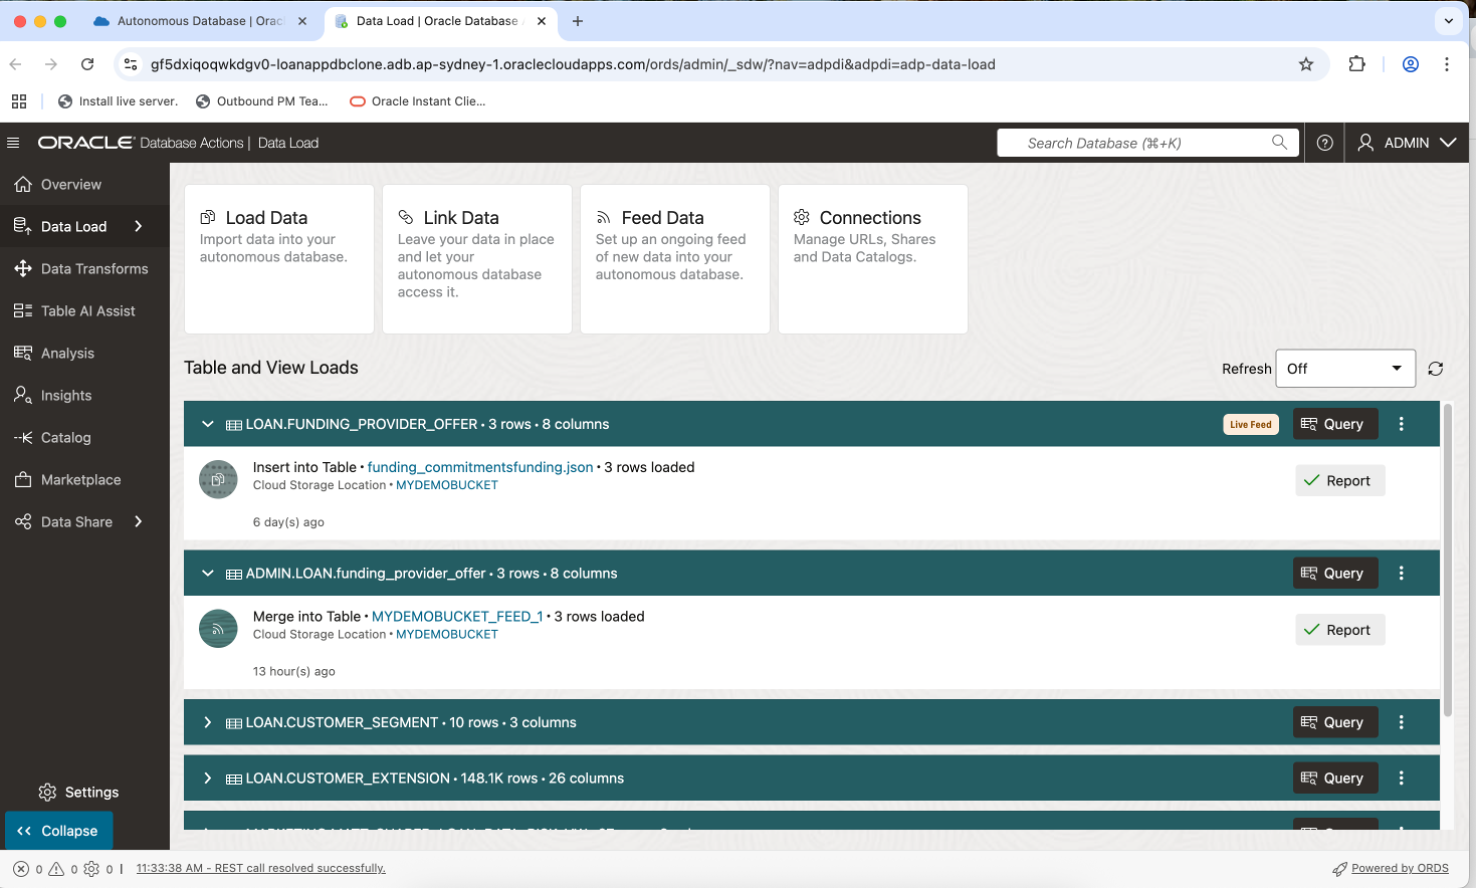 Autonomous Database | Orac
Data Load | Oracle Database
gf5dxiqoqwkdgv0-loanappdbclone.adb.ap-sydney-1.oraclecloudapps.com/ords/admin/_sdw/?nav=adpdi&adpdi=adp-data-load
Install live server.
Outbound PM Tea...
Oracle Instant Clie...
ORACLE Database Actions | Data Load
Search Database (⌘+K)
ADMIN
Overview
Data Load
Data Transforms
Table AI Assist
Analysis
Insights
Catalog
Marketplace
Data Share
Settings
Collapse
Load Data
Import data into your
autonomous database.
Link Data
Leave your data in place
and let your
autonomous database
access it.
Feed Data
Set up an ongoing feed
of new data into your
autonomous database.
Connections
Manage URLs, Shares
and Data Catalogs.
Table and View Loads
Refresh Off
LOAN.FUNDING_PROVIDER_OFFER • 3 rows • 8 columns
Live Feed
Query
Insert into Table • funding_commitmentsfunding.json • 3 rows loaded
Cloud Storage Location • MYDEMOBUCKET
6 day(s) ago
Report
ADMIN.LOAN.funding_provider_offer • 3 rows • 8 columns
Query
Merge into Table • MYDEMOBUCKET_FEED_1 • 3 rows loaded
Cloud Storage Location • MYDEMOBUCKET
13 hour(s) ago
Report
LOAN.CUSTOMER_SEGMENT • 10 rows • 3 columns
Query
LOAN.CUSTOMER_EXTENSION • 148.1K rows • 26 columns
Query
0 0 0 | 11:33:38 AM - REST call resolved successfully.
Powered by ORDS